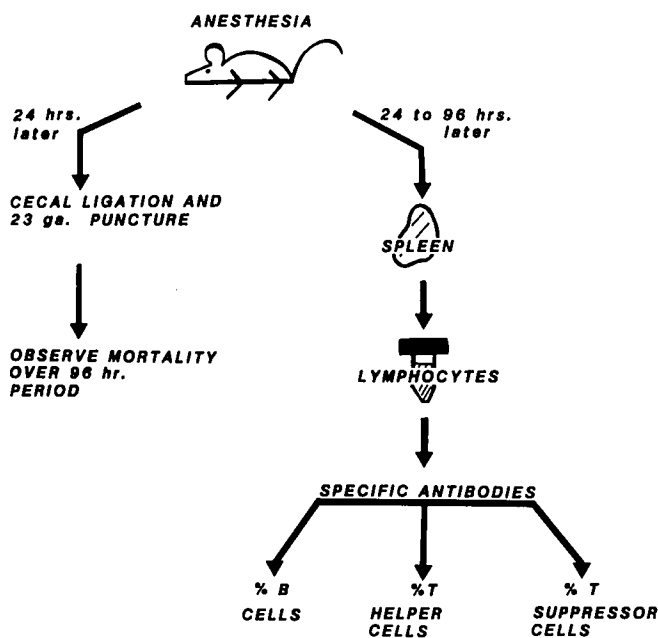 ANESTHESIA
24 hrs.
later
CECAL LIGATION AND
23 ga. PUNCTURE
OBSERVE MORTALITY
OVER 96 hr.
PERIOD
24 to 96 hrs.
later
SPLEEN
LYMPHOCYTES
SPECIFIC ANTIBODIES
% B
CELLS
%T
HELPER
CELLS
% T
SUPPRESSOR
CELLS